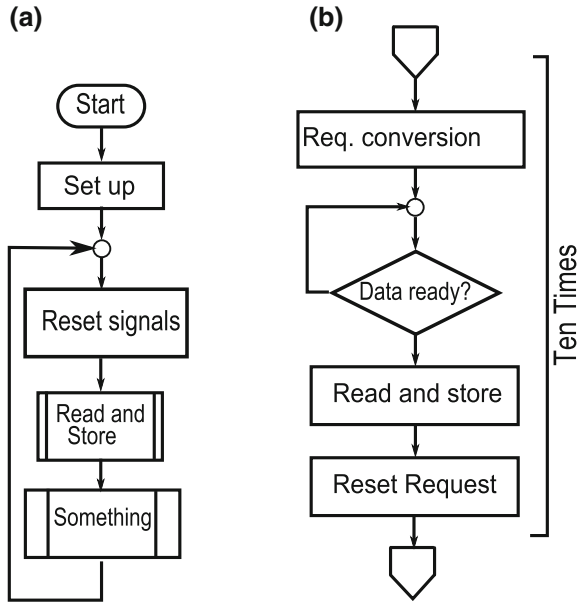 (a)
Start
Set up
Reset signals
Read and
Store
Something
(b)
Req. conversion
Data ready?
Read and store
Reset Request
Ten Times